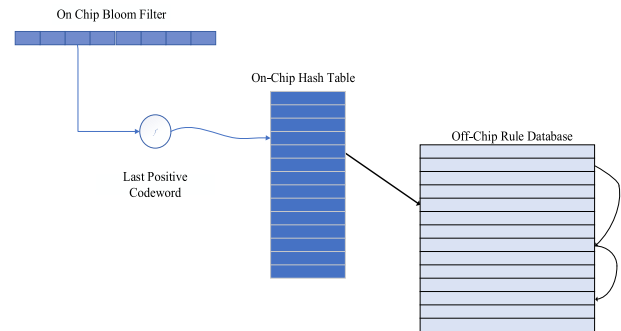 On Chip Bloom Filter
On-Chip Hash Table
Off-Chip Rule Database
f
Last Positive
Codeword